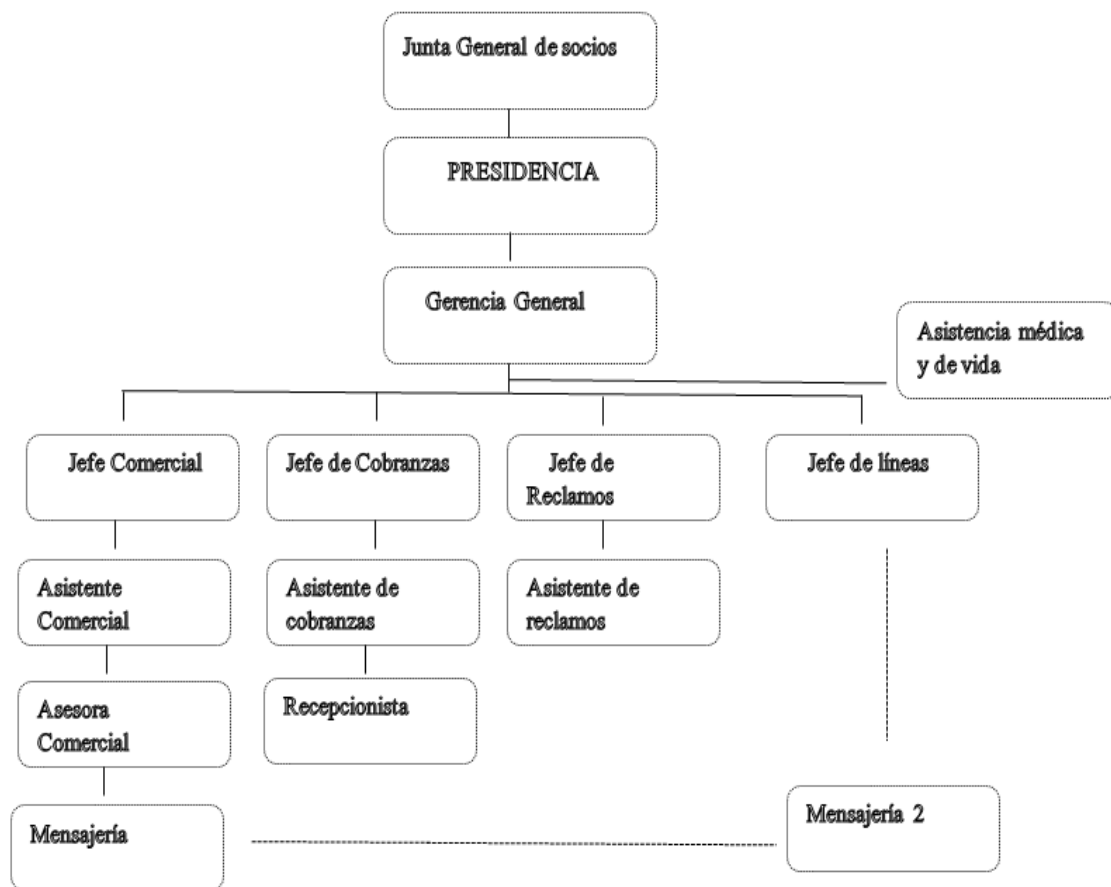 Junta General de socios
PRESIDENCIA
Gerencia General
Asistencia médica
y de vida
Jefe Comercial
Jefe de Cobranzas
Jefe de
Reclamos
Jefe de líneas
Asistente
Comercial
Asistente de
cobranzas
Asistente de
reclamos
Asesora
Comercial
Recepcionista
Mensajería
Mensajería 2